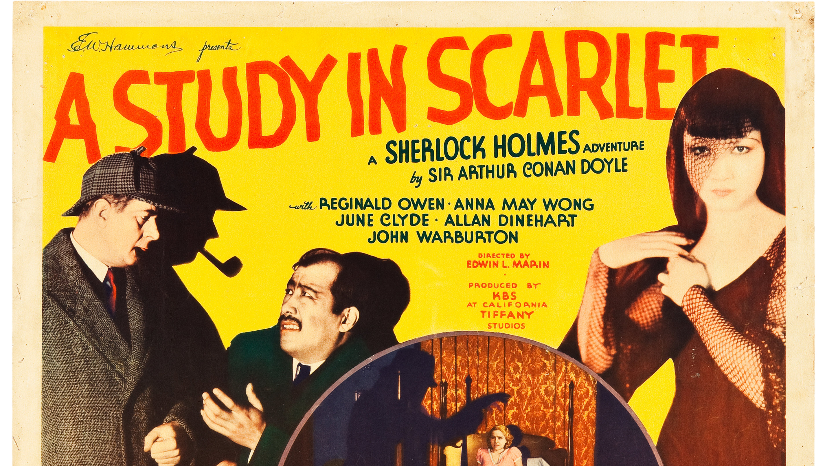 E.W. Hammons presents
A STUDY IN SCARLET
A SHERLOCK HOLMES ADVENTURE
by SIR ARTHUR CONAN DOYLE
with REGINALD OWEN · ANNA MAY WONG
JUNE CLYDE · ALLAN DINEHART
JOHN WARBURTON
DIRECTED BY
EDWIN L. MARIN
PRODUCED BY
KBS
AT CALIFORNIA
TIFFANY
STUDIOS